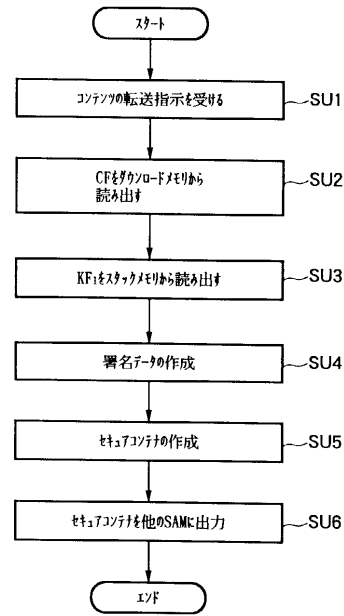 スタート
コンテンツの転送指示を受ける
SU1
CFをダウンロードメモリから
読み出す
SU2
KF₁をスタックメモリから読み出す
SU3
署名データの作成
SU4
セキュアコンテナの作成
SU5
セキュアコンテナを他のSAMに出力
SU6
エンド